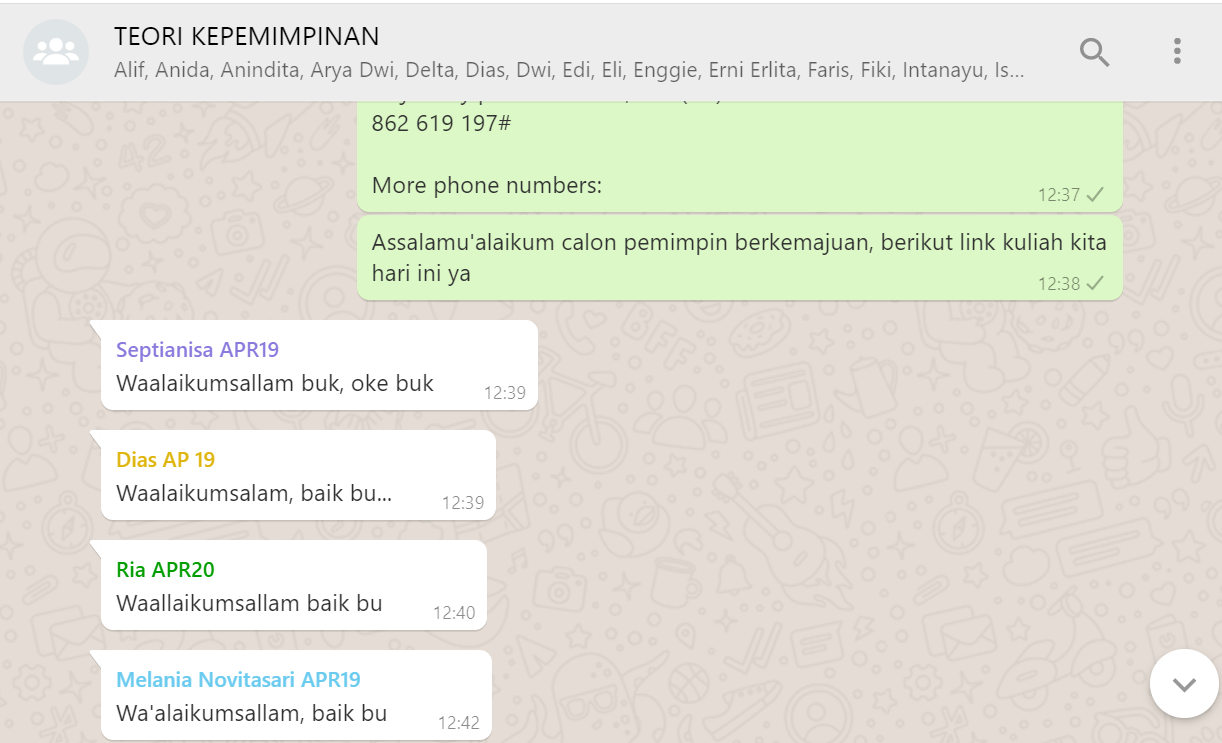 TEORI KEPEMIMPINAN
Alif, Anida, Anindita, Arya Dwi, Delta, Dias, Dwi, Edi, Eli, Enggie, Erni Erlita, Faris, Fiki, Intanayu, Is...
862 619 197#
More phone numbers:
12:37
Assalamu'alaikum calon pemimpin berkemajuan, berikut link kuliah kita
hari ini ya
12:38
Septianisa APR19
Waalaikumsallam buk, oke buk
12:39
Dias AP 19
Waalaikumsalam, baik bu...
12:39
Ria APR20
Waallaikumsallam baik bu
12:40
Melania Novitasari APR19
Wa'alaikumsallam, baik bu
12:42